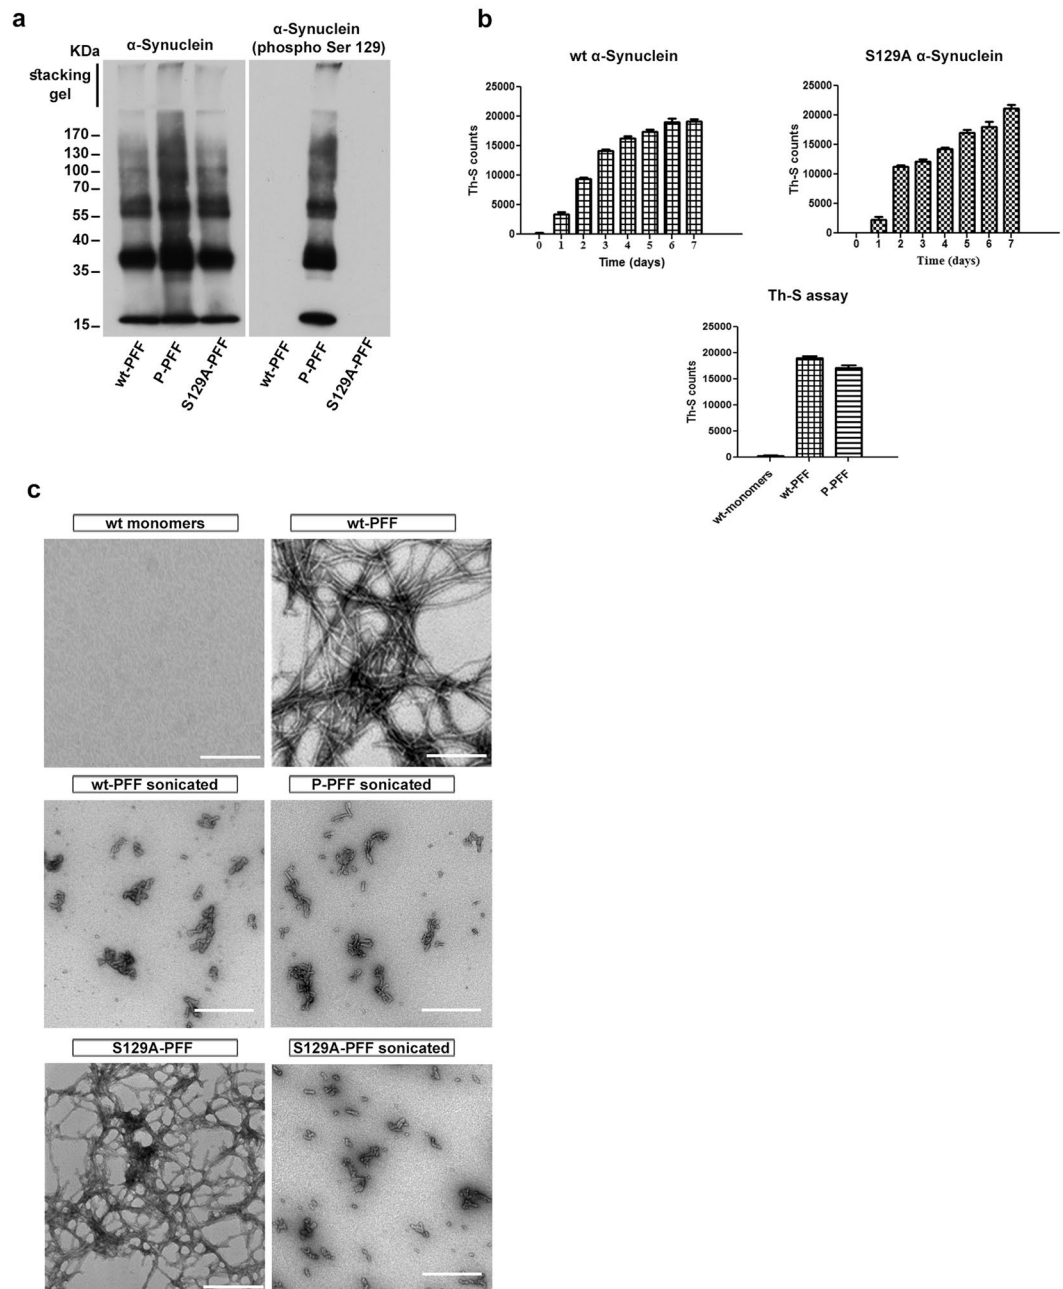 a
α-Synuclein
α-Synuclein
(phospho Ser 129)
KDa
stacking
gel
170
130
100
70
55
40
35
15
wt-PFF
P-PFF
S129A-PFF
wt-PFF
P-PFF
S129A-PFF
b
wt α-Synuclein
Th-S counts
25000
20000
15000
10000
5000
0
0 1 2 3 4 5 6 7
Time (days)
S129A α-Synuclein
Th-S counts
25000
20000
15000
10000
5000
0
0 1 2 3 4 5 6 7
Time (days)
Th-S assay
Th-S counts
25000
20000
15000
10000
5000
0
wt-monomers
wt-PFF
P-PFF
c
wt monomers
wt-PFF
wt-PFF sonicated
P-PFF sonicated
S129A-PFF
S129A-PFF sonicated